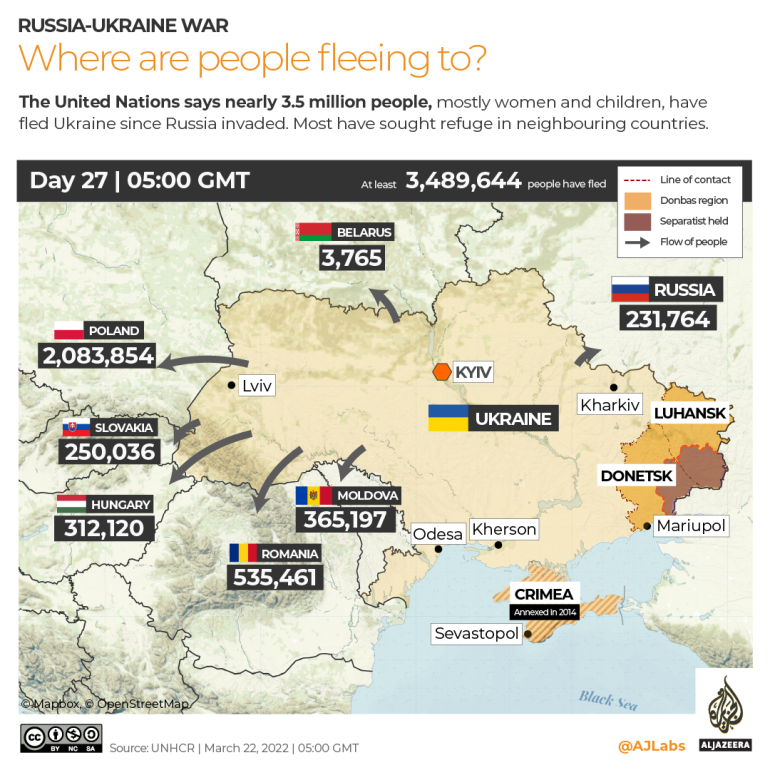 RUSSIA-UKRAINE WAR
Where are people fleeing to?
The United Nations says nearly 3.5 million people, mostly women and children, have
fled Ukraine since Russia invaded. Most have sought refuge in neighbouring countries.
Day 27 | 05:00 GMT
At least 3,489,644 people have fled
Line of contact
Donbas region
Separatist held
Flow of people
BELARUS
3,765
RUSSIA
231,764
POLAND
2,083,854
KYIV
Lviv
Kharkiv
UKRAINE
LUHANSK
SLOVAKIA
250,036
DONETSK
HUNGARY
312,120
MOLDOVA
365,197
Mariupol
Odesa
Kherson
ROMANIA
535,461
CRIMEA
Annexed in 2014
Sevastopol
Black Sea
© Mapbox, © OpenStreetMap
cc
BY NC SA
Source: UNHCR | March 22, 2022 | 05:00 GMT
@AJLabs
ALJAZEERA